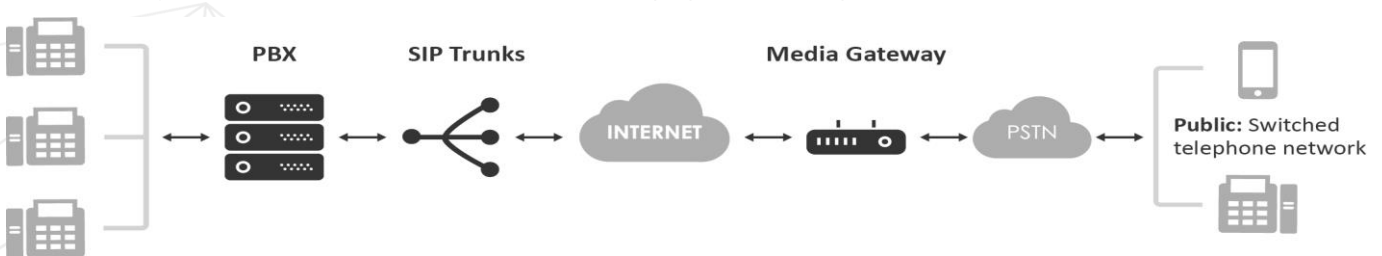 PBX
SIP Trunks
Media Gateway
INTERNET
PSTN
Public: Switched
telephone network